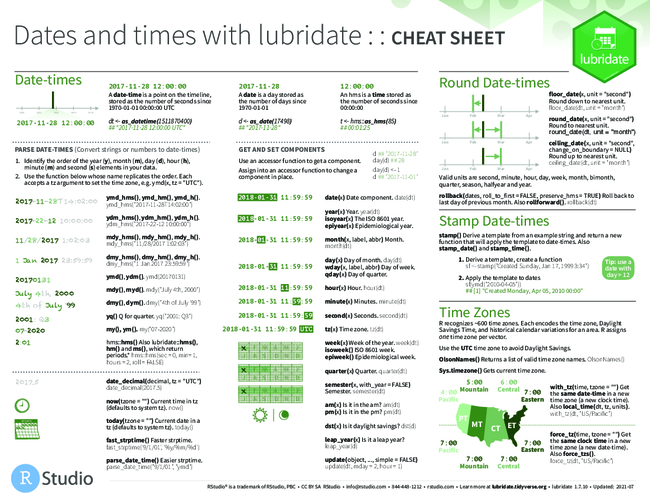 Dates and times with lubridate : : CHEAT SHEET
lubridate
Date-times
2017-11-28 12:00:00
2017-11-28 12:00:00
A date-time is a point on the timeline,
stored as the number of seconds since
1970-01-01 00:00:00 UTC
dt <- as_datetime(1511870400)
## "2017-11-28 12:00:00 UTC"
2017-11-28
A date is a day stored as
the number of days since
1970-01-01
d <- as_date(17498)
## "2017-11-28"
12:00:00
An hms is a time stored as
the number of seconds since
00:00:00
t <- hms::as_hms(85)
## 00:01:25
PARSE DATE-TIMES (Convert strings or numbers to date-times)
1. Identify the order of the year (y), month (m), day (d), hour (h),
minute (m) and second (s) elements in your data.
2. Use the function below whose name replicates the order. Each
accepts a tz argument to set the time zone, e.g. ymd(x, tz = "UTC").
2017-11-28T14:02:00
ymd_hms(), ymd_hm(), ymd_h().
ymd_hms("2017-11-28T14:02:00")
2017-22-12 10:00:00
ydm_hms(), ydm_hm(), ydm_h().
ydm_hms("2017-22-12 10:00:00")
11/28/2017 1:02:03
mdy_hms(), mdy_hm(), mdy_h().
mdy_hms("11/28/2017 1:02:03")
1 Jan 2017 23:59:59
dmy_hms(), dmy_hm(), dmy_h().
dmy_hms("1 Jan 2017 23:59:59")
20170131
ymd(), ydm(). ymd(20170131)
July 4th, 2000
mdy(), myd(). mdy("July 4th, 2000")
4th of July '99
dmy(), dym(). dmy("4th of July '99")
2001: Q3
yq() Q for quarter. yq("2001: Q3")
07-2020
my(), ym(). my("07-2020")
2:01
hms::hms() Also lubridate::hms(),
hm() and ms(), which return
periods.* hms::hms(sec = 0, min = 1,
hours = 2, roll = FALSE)
2017.5
date_decimal(decimal, tz = "UTC")
date_decimal(2017.5)
now(tzone = "") Current time in tz
(defaults to system tz). now()
today(tzone = "") Current date in a
tz (defaults to system tz). today()
fast_strptime() Faster strptime.
fast_strptime('9/1/01', '%y/%m/%d')
parse_date_time() Easier strptime.
parse_date_time("9/1/01", "ymd")
GET AND SET COMPONENTS
Use an accessor function to get a component.
Assign into an accessor function to change a
component in place.
d ## "2017-11-28"
day(d) ## 28
day(d) <- 1
d ## "2017-11-01"
2018-01-31 11:59:59
date(x) Date component. date(dt)
2018-01-31 11:59:59
year(x) Year. year(dt)
isoyear(x) The ISO 8601 year.
epiyear(x) Epidemiological year.
2018-01-31 11:59:59
month(x, label, abbr) Month.
month(dt)
2018-01-31 11:59:59
day(x) Day of month. day(dt)
wday(x, label, abbr) Day of week.
qday(x) Day of quarter.
2018-01-31 11:59:59
hour(x) Hour. hour(dt)
2018-01-31 11:59:59
minute(x) Minutes. minute(dt)
2018-01-31 11:59:59
second(x) Seconds. second(dt)
2018-01-31 11:59:59 UTC
tz(x) Time zone. tz(dt)
week(x) Week of the year. week(dt)
isoweek() ISO 8601 week.
epiweek() Epidemiological week.
quarter(x) Quarter. quarter(dt)
semester(x, with_year = FALSE)
Semester. semester(dt)
am(x) Is it in the am? am(dt)
pm(x) Is it in the pm? pm(dt)
dst(x) Is it daylight savings? dst(d)
leap_year(x) Is it a leap year?
leap_year(d)
update(object, ..., simple = FALSE)
update(dt, mday = 2, hour = 1)
Round Date-times
floor_date(x, unit = "second")
Round down to nearest unit.
floor_date(dt, unit = "month")
round_date(x, unit = "second")
Round to nearest unit.
round_date(dt, unit = "month")
ceiling_date(x, unit = "second",
change_on_boundary = NULL)
Round up to nearest unit.
ceiling_date(dt, unit = "month")
Valid units are second, minute, hour, day, week, month, bimonth,
quarter, season, halfyear and year.
rollback(dates, roll_to_first = FALSE, preserve_hms = TRUE) Roll back to
last day of previous month. Also rollforward(). rollback(dt)
Stamp Date-times
stamp() Derive a template from an example string and return a new
function that will apply the template to date-times. Also
stamp_date() and stamp_time().
1. Derive a template, create a function
sf <- stamp("Created Sunday, Jan 17, 1999 3:34")
2. Apply the template to dates
sf(ymd("2010-04-05"))
## [1] "Created Monday, Apr 05, 2010 00:00"
Tip: use a
date with
day > 12
Time Zones
R recognizes ~600 time zones. Each encodes the time zone, Daylight
Savings Time, and historical calendar variations for an area. R assigns
one time zone per vector.
Use the UTC time zone to avoid Daylight Savings.
OlsonNames() Returns a list of valid time zone names. OlsonNames()
Sys.timezone() Gets current time zone.
4:00
Pacific
5:00
Mountain
6:00
Central
7:00
Eastern
PT
MT
CT
ET
7:00
Pacific
7:00
Mountain
7:00
Central
7:00
Eastern
with_tz(time, tzone = "") Get
the same date-time in a new
time zone (a new clock time).
Also local_time(dt, tz, units).
with_tz(dt, "US/Pacific")
force_tz(time, tzone = "") Get
the same clock time in a new
time zone (a new date-time).
Also force_tzs().
force_tz(dt, "US/Pacific")
R Studio
RStudio® is a trademark of RStudio, PBC • CC BY SA RStudio • info@rstudio.com • 844-448-1212 • rstudio.com • Learn more at lubridate.tidyverse.org • lubridate 1.7.10 • Updated: 2021-07